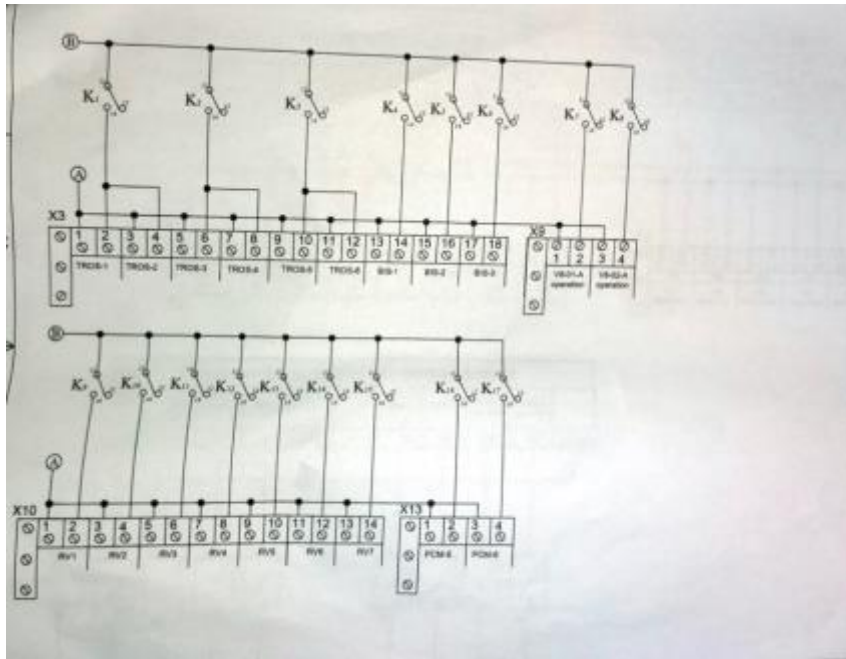 B
K1 K2 K3 K4 K5 K6 K7 K8
A
X3 X9
1 2 3 4 5 6 7 8 9 10 11 12 13 14 15 16 17 18 1 2 3 4
TROS-1 TROS-2 TROS-3 TROS-4 TROS-5 TROS-6 BIS-1 BIS-2 BIS-3 V8-01-A V8-02-A
operation operation
B
K9 K10 K11 K12 K13 K14 K15 K16 K17
A
X10 X13
1 2 3 4 5 6 7 8 9 10 11 12 13 14 1 2 3 4
RV1 RV2 RV3 RV4 RV5 RV6 RV7 PCM-5 PCM-6